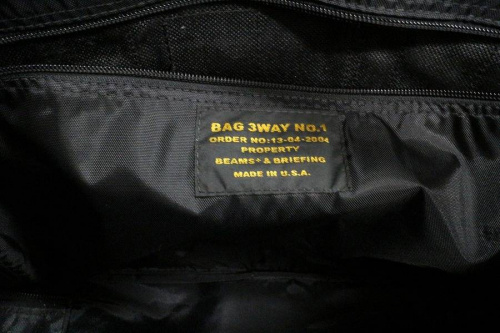 BAG 3WAY NO.1
ORDER NO:13-04-2004
PROPERTY
BEAMS+ & BRIEFING
MADE IN U.S.A.